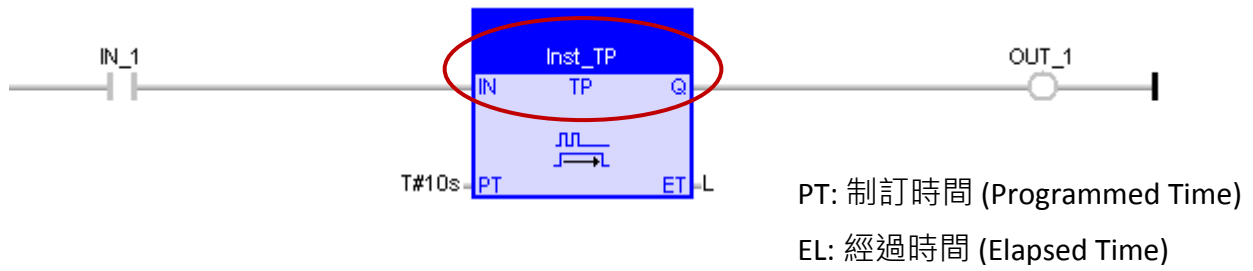 IN_1
Inst_TP
OUT_1
IN TP Q
T#10s PT ET L
PT: 制訂時間 (Programmed Time)
EL: 經過時間 (Elapsed Time)